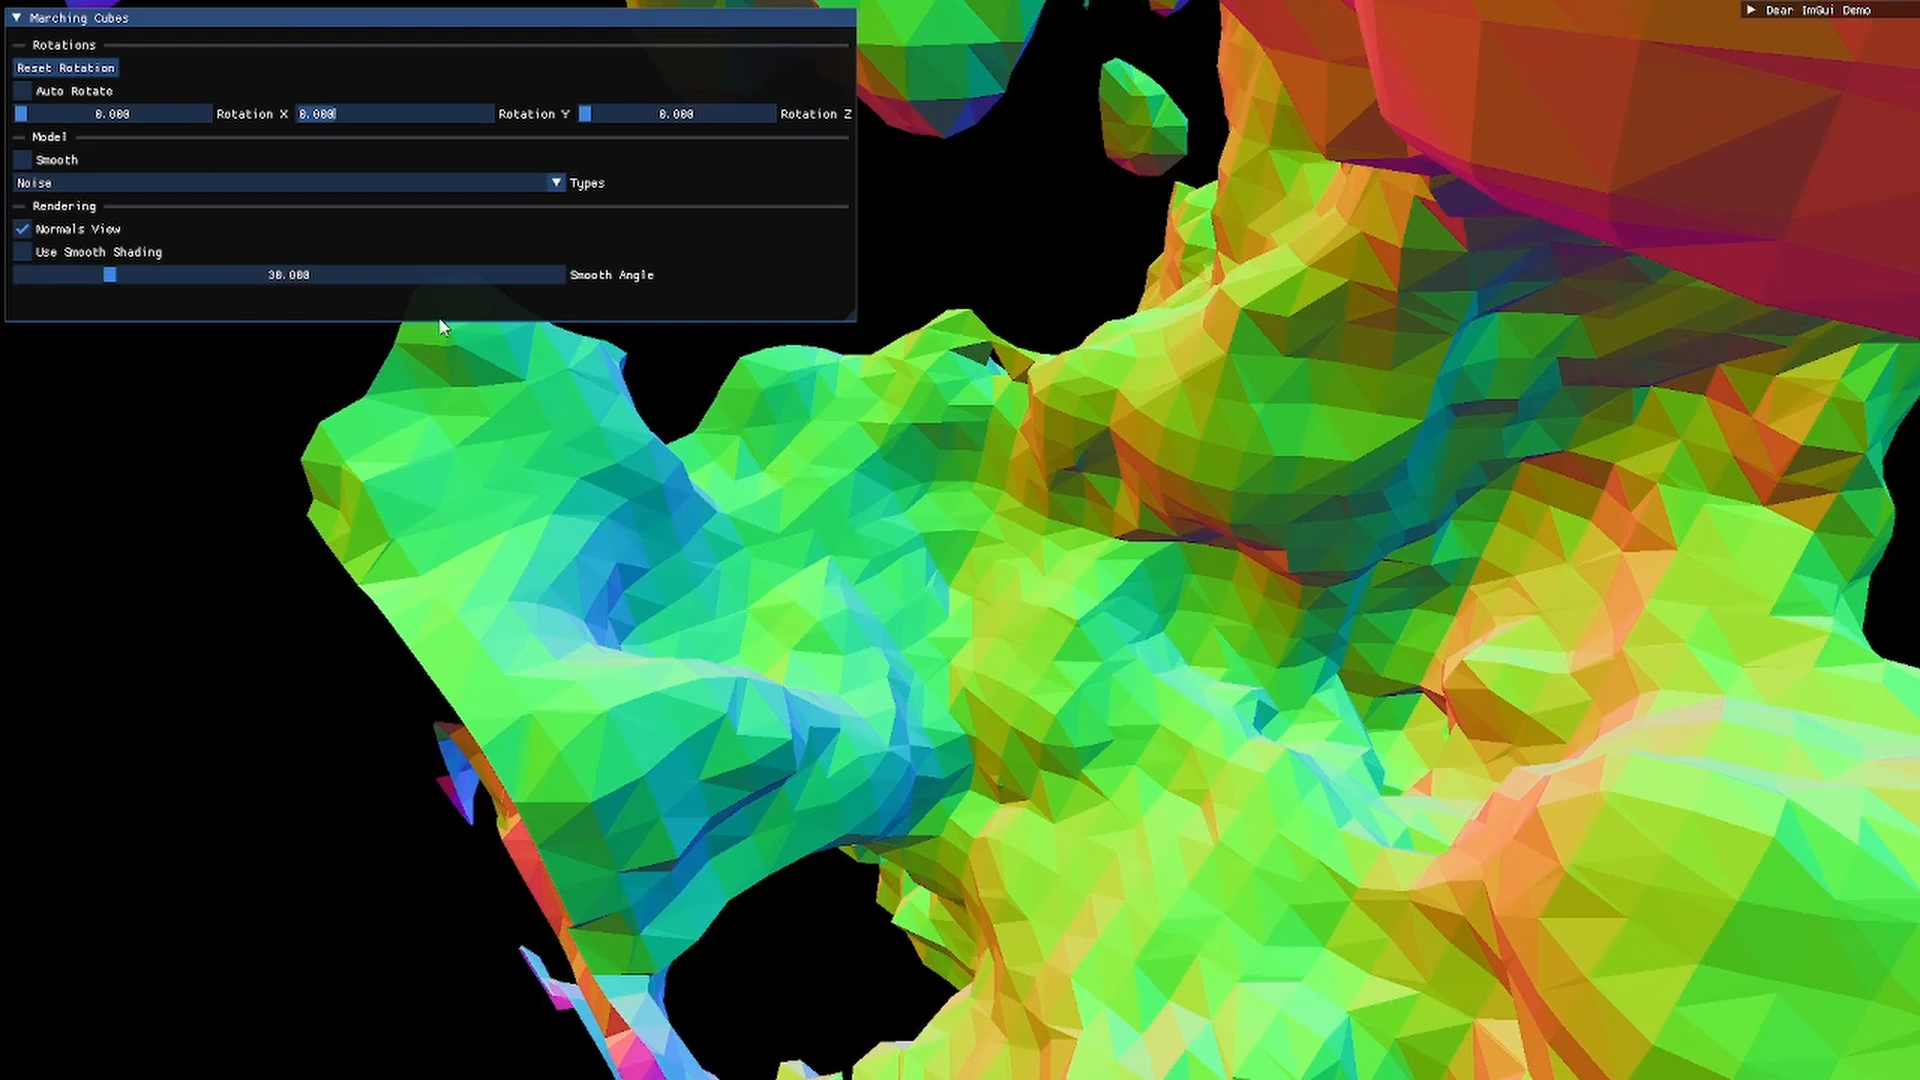 Marching Cubes
Dear ImGui Demo
Rotations
Reset Rotation
Auto Rotate
0.000 Rotation X 0.000 Rotation Y 0.000 Rotation Z
Model
Smooth
Noise Types
Rendering
Normals View
Use Smooth Shading
30.000 Smooth Angle